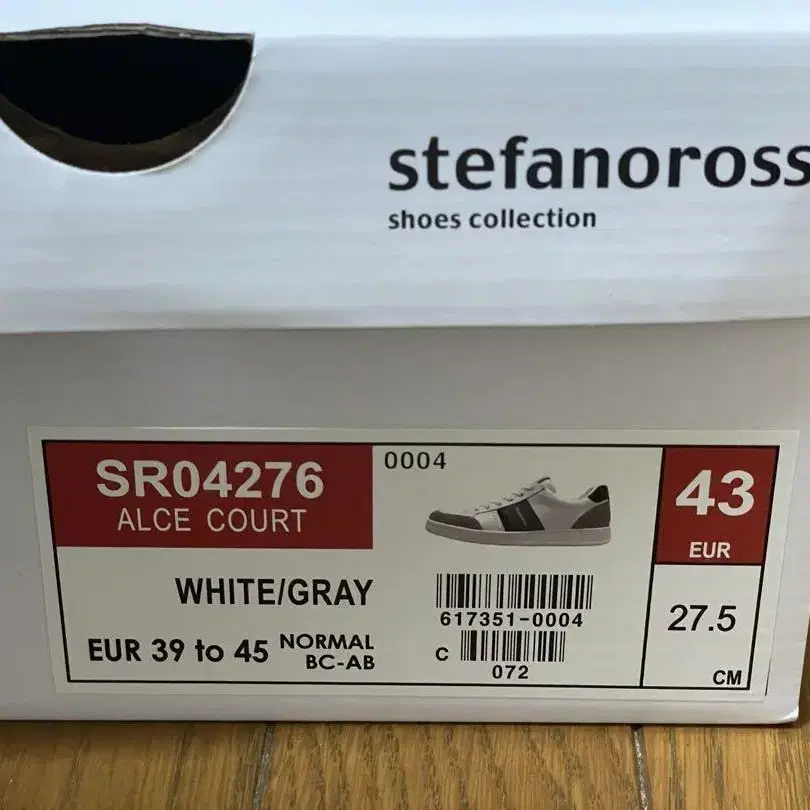 stefanoross
shoes collection
SR04276
ALCE COURT
0004
43
EUR
WHITE/GRAY
617351-0004
27.5
CM
EUR 39 to 45
NORMAL
BC-AB
C
072